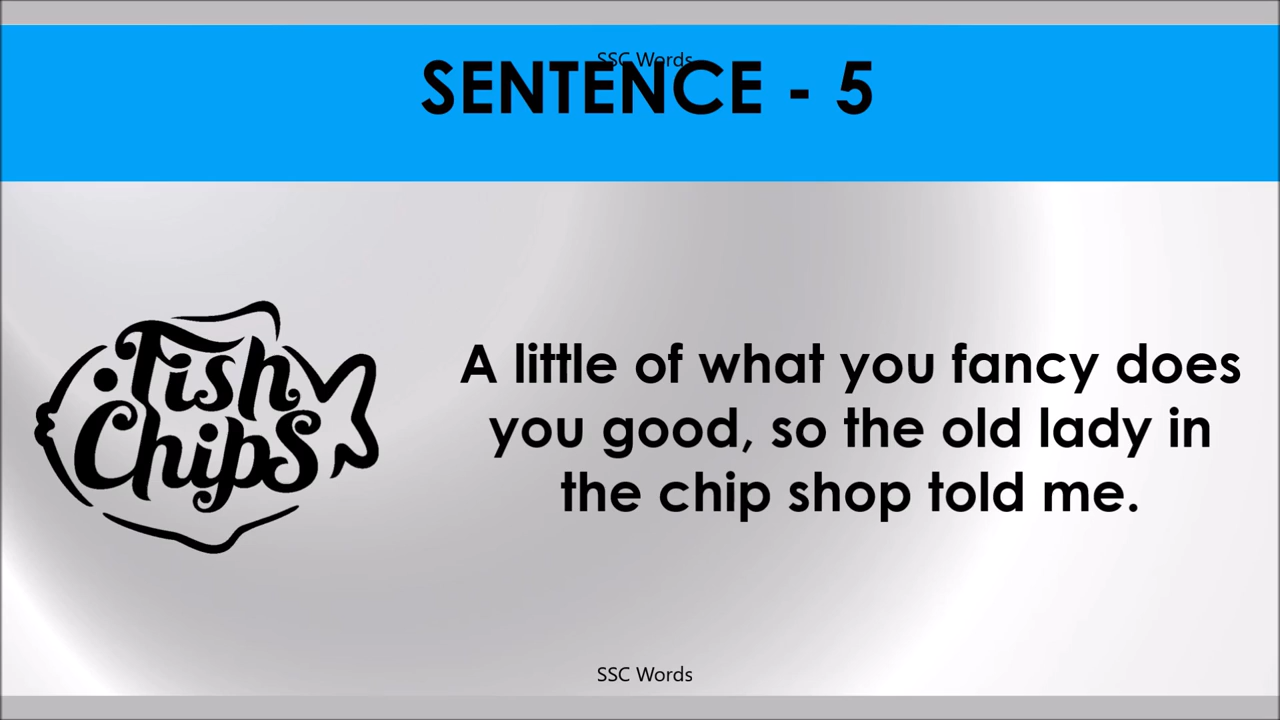 SSC Words
SENTENCE - 5
Fish
Chips
A little of what you fancy does
you good, so the old lady in
the chip shop told me.
SSC Words